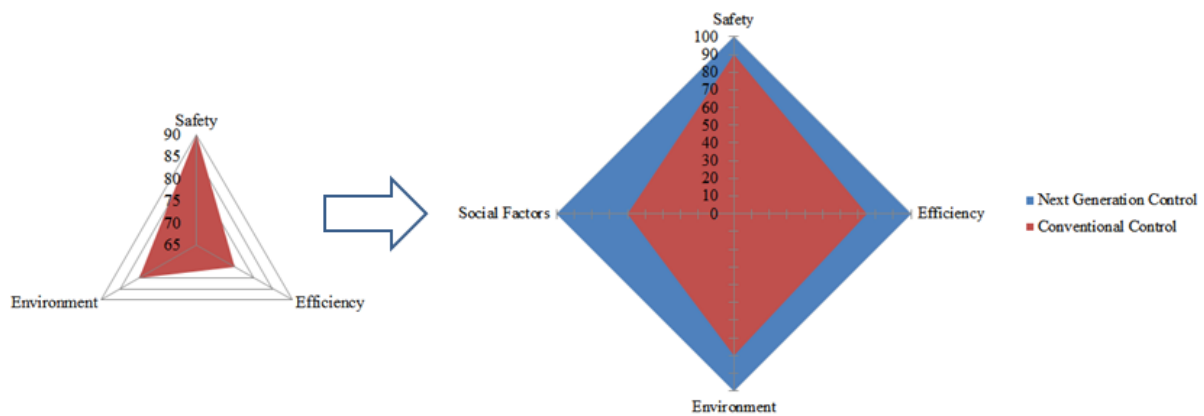 Safety
90
85
80
75
70
65
Environment
Efficiency
Safety
100
90
80
70
60
50
40
30
20
10
0
Social Factors
Efficiency
Environment
Next Generation Control
Conventional Control